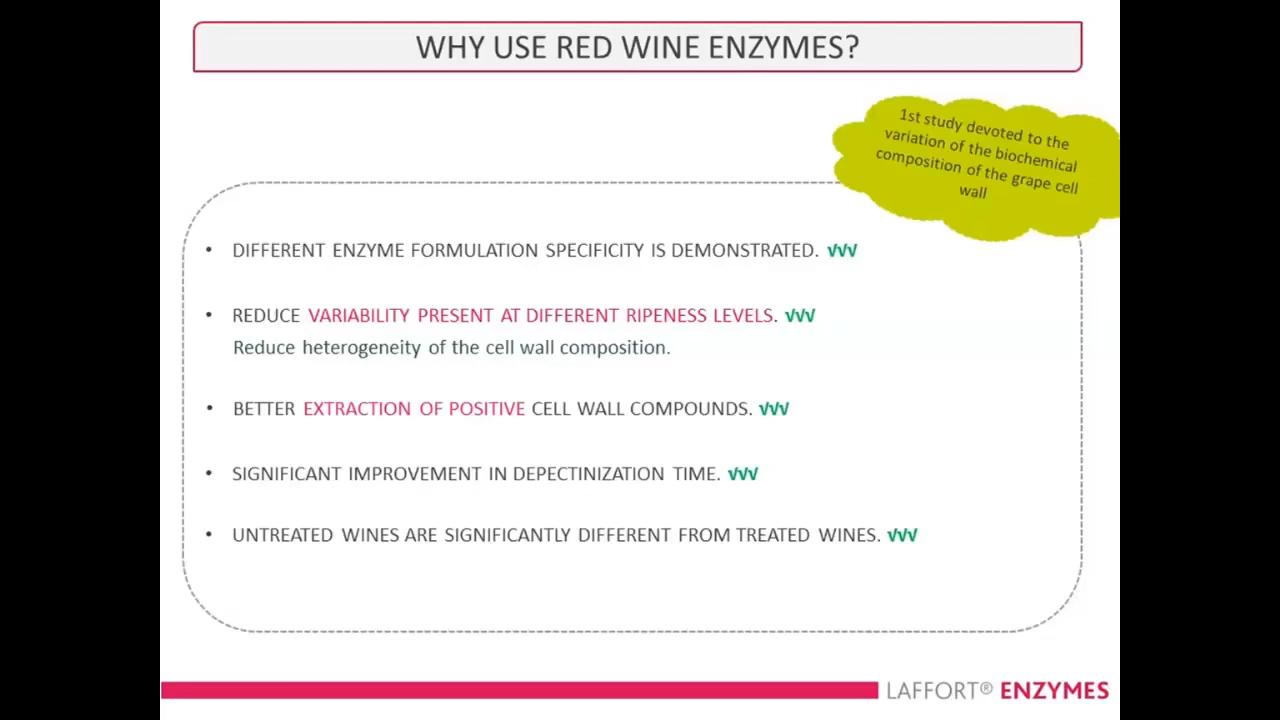 WHY USE RED WINE ENZYMES?
1st study devoted to the
variation of the biochemical
composition of the grape cell
wall
• DIFFERENT ENZYME FORMULATION SPECIFICITY IS DEMONSTRATED. √√√
• REDUCE VARIABILITY PRESENT AT DIFFERENT RIPENESS LEVELS. √√√
Reduce heterogeneity of the cell wall composition.
• BETTER EXTRACTION OF POSITIVE CELL WALL COMPOUNDS. √√√
• SIGNIFICANT IMPROVEMENT IN DEPECTINIZATION TIME. √√√
• UNTREATED WINES ARE SIGNIFICANTLY DIFFERENT FROM TREATED WINES. √√√
LAFFORT® ENZYMES